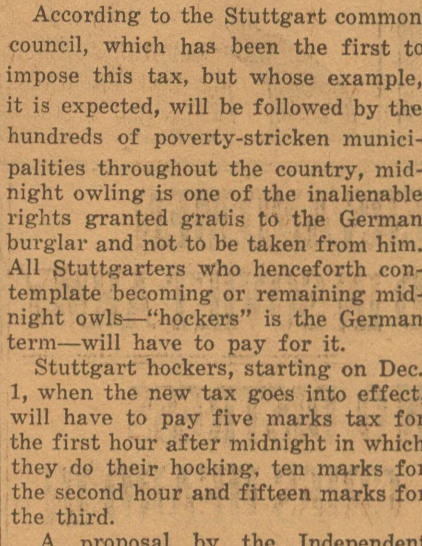 According to the Stuttgart common
council, which has been the first to
impose this tax, but whose example,
it is expected, will be followed by the
hundreds of poverty-stricken munici-
palities throughout the country, mid-
night owling is one of the inalienable
rights granted gratis to the German
burglar and not to be taken from him.
All Stuttgarters who henceforth con-
template becoming or remaining mid-
night owls—“hockers” is the German
term—will have to pay for it.
Stuttgart hockers, starting on Dec.
1, when the new tax goes into effect,
will have to pay five marks tax for
the first hour after midnight in which
they do their hocking, ten marks for
the second hour and fifteen marks for
the third.
A proposal by the Independent